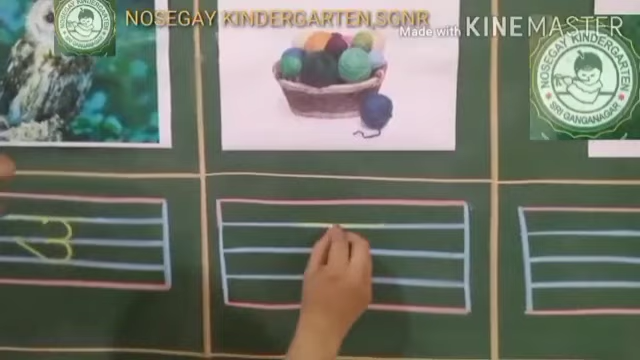 NOSEGAY KINDERGARTEN,SGNR
Made with KINEMASTER
NOSEGAY KINDERGARTEN
SRI GANGANAGAR